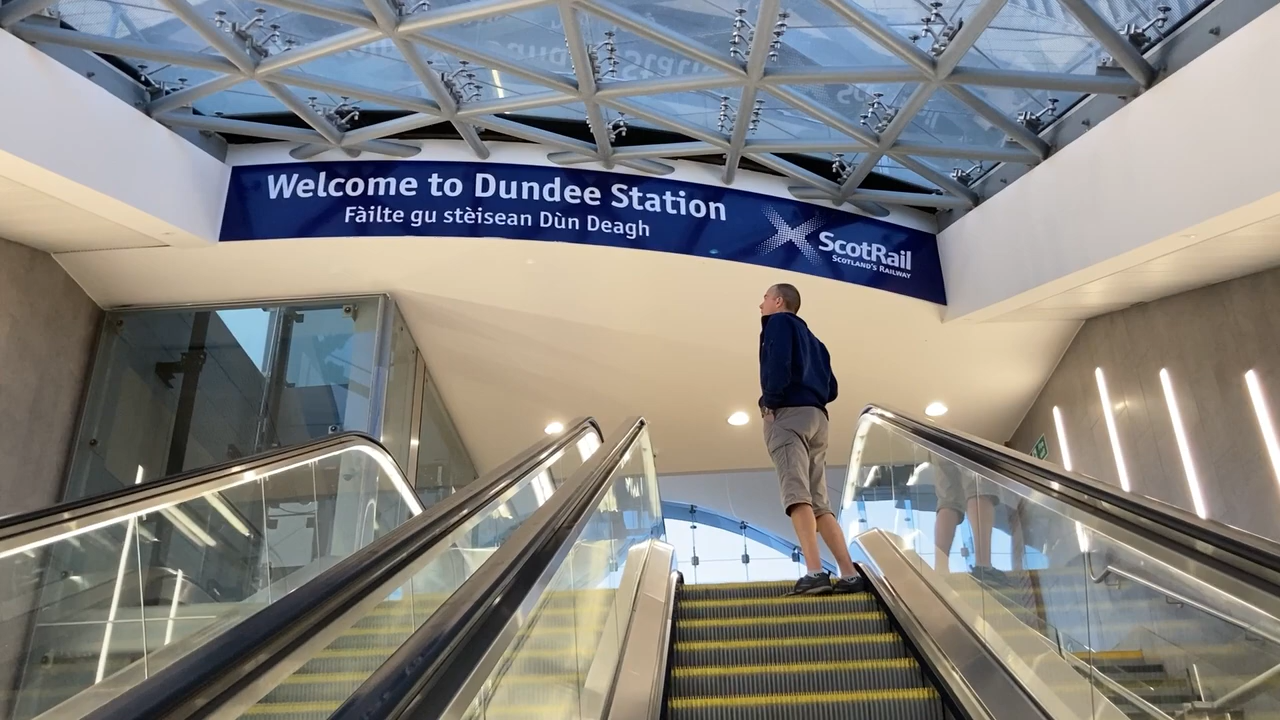 Welcome to Dundee Station
Fàilte gu stèisean Dùn Deagh
ScotRail
SCOTLAND'S RAILWAY